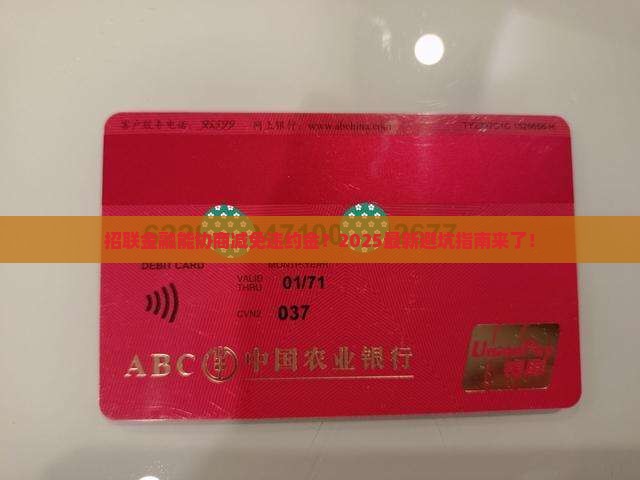 客户服务电话：95599 网上银行：www.abchina.com
招联金融能协商减免违约金！2025最新避坑指南来了！
DEBIT CARD
MONTH/YEAR
VALID THRU 01/71
CVN2 037
ABC 中国农业银行
UnionPay
银联